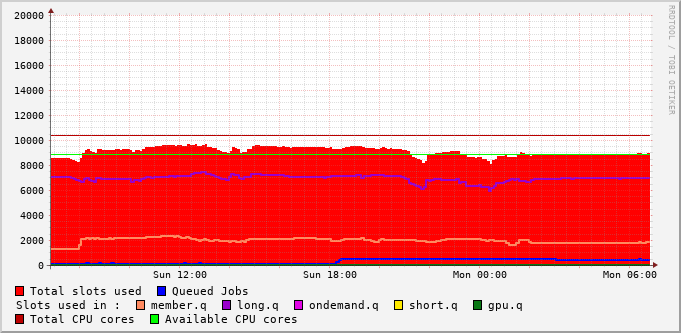 20000
18000
16000
14000
12000
10000
8000
6000
4000
2000
0
Sun 12:00 Sun 18:00 Mon 00:00 Mon 06:00
RRDTOOL / TOBI OETIKER
Total slots used Queued Jobs
Slots used in : member.q long.q ondemand.q short.q gpu.q
Total CPU cores Available CPU cores